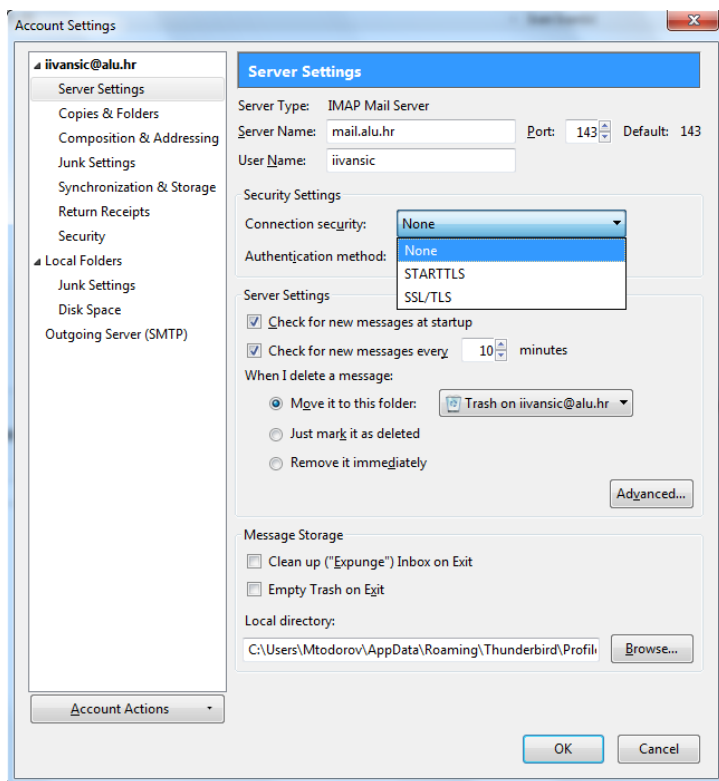 Account Settings
iivansic@alu.hr
Server Settings
Copies & Folders
Composition & Addressing
Junk Settings
Synchronization & Storage
Return Receipts
Security
Local Folders
Junk Settings
Disk Space
Outgoing Server (SMTP)
Account Actions
Server Settings
Server Type: IMAP Mail Server
Server Name: mail.alu.hr Port: 143 Default: 143
User Name: iivansic
Security Settings
Connection security: None
Authentication method:
None
STARTTLS
SSL/TLS
Server Settings
Check for new messages at startup
Check for new messages every 10 minutes
When I delete a message:
Move it to this folder: Trash on iivansic@alu.hr
Just mark it as deleted
Remove it immediately
Advanced...
Message Storage
Clean up ("Expunge") Inbox on Exit
Empty Trash on Exit
Local directory:
C:\Users\Mtodorov\AppData\Roaming\Thunderbird\Profil Browse...
OK Cancel